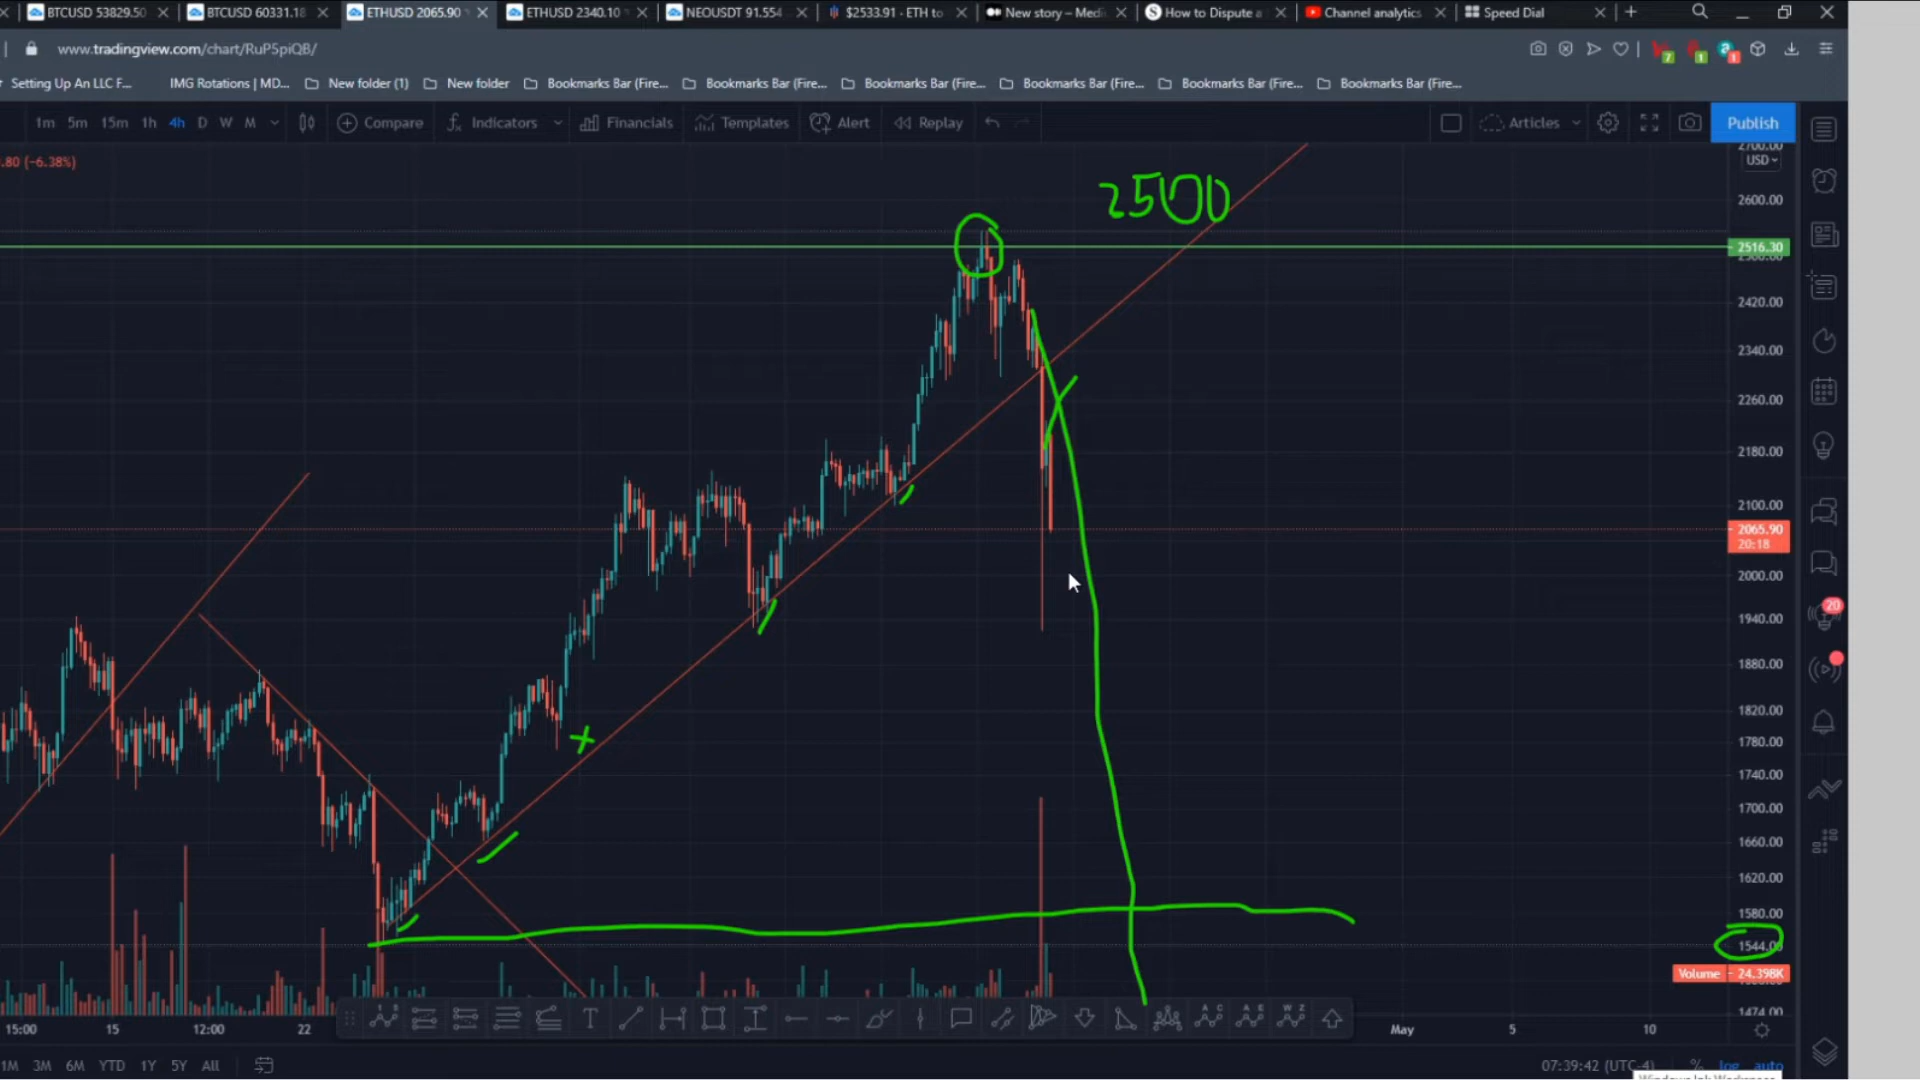 BTCUSD 53829.50
BTCUSD 60331.18
ETHUSD 2065.90
ETHUSD 2340.10
NEOUSDT 91.554
$2533.91 - ETH to
New story – Medi
How to Dispute a
Channel analytics
Speed Dial
www.tradingview.com/chart/RuP5piQB/
7
1
1
Setting Up An LLC F...
IMG Rotations | MD...
New folder (1)
New folder
Bookmarks Bar (Fire...
Bookmarks Bar (Fire...
Bookmarks Bar (Fire...
Bookmarks Bar (Fire...
Bookmarks Bar (Fire...
Bookmarks Bar (Fire...
1m 5m 15m 1h 4h D W M
Compare
Indicators
Financials
Templates
Alert
Replay
Articles
Publish
.80 (−6.38%)
2700.00
USD
2500
2600.00
2516.30
2420.00
2340.00
2260.00
2180.00
2100.00
2065.90
20:18
2000.00
1940.00
20
1880.00
1820.00
1780.00
1740.00
1700.00
1660.00
1620.00
1580.00
1544.00
Volume 24.398K
1474.00
15:00 15 12:00 22 May 5 10
1M 3M 6M YTD 1Y 5Y All
07:39:42 (UTC-4) % log auto